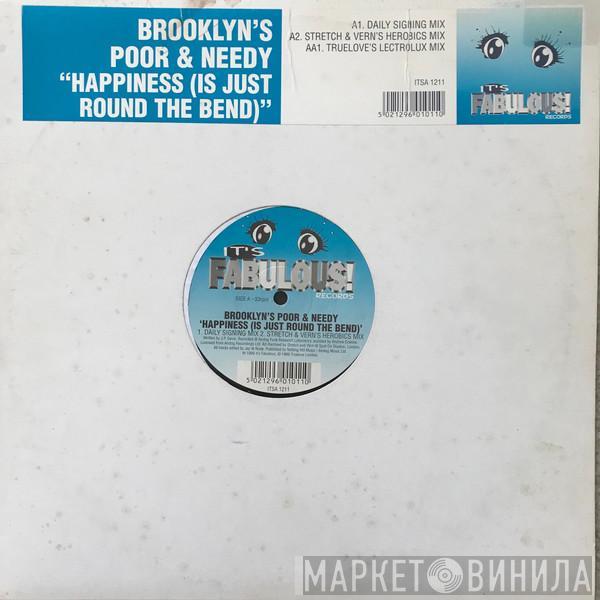 BROOKLYN'S
POOR & NEEDY
“HAPPINESS (IS JUST
ROUND THE BEND)”
A1. DAILY SIGNING MIX
A2. STRETCH & VERN'S HEROBICS MIX
AA1. TRUELOVE'S LECTROLUX MIX
ITSA 1211
5 021296 010110
IT'S
FABULOUS!
RECORDS
IT'S
FABULOUS!
RECORDS
SIDE A - 33rpm
BROOKLYN'S POOR & NEEDY
'HAPPINESS (IS JUST ROUND THE BEND)'
1. DAILY SIGNING MIX 2. STRETCH & VERN'S HEROBICS MIX
5 021296 010110
ITSA 1211
МАРКЕТ ВИНИЛА